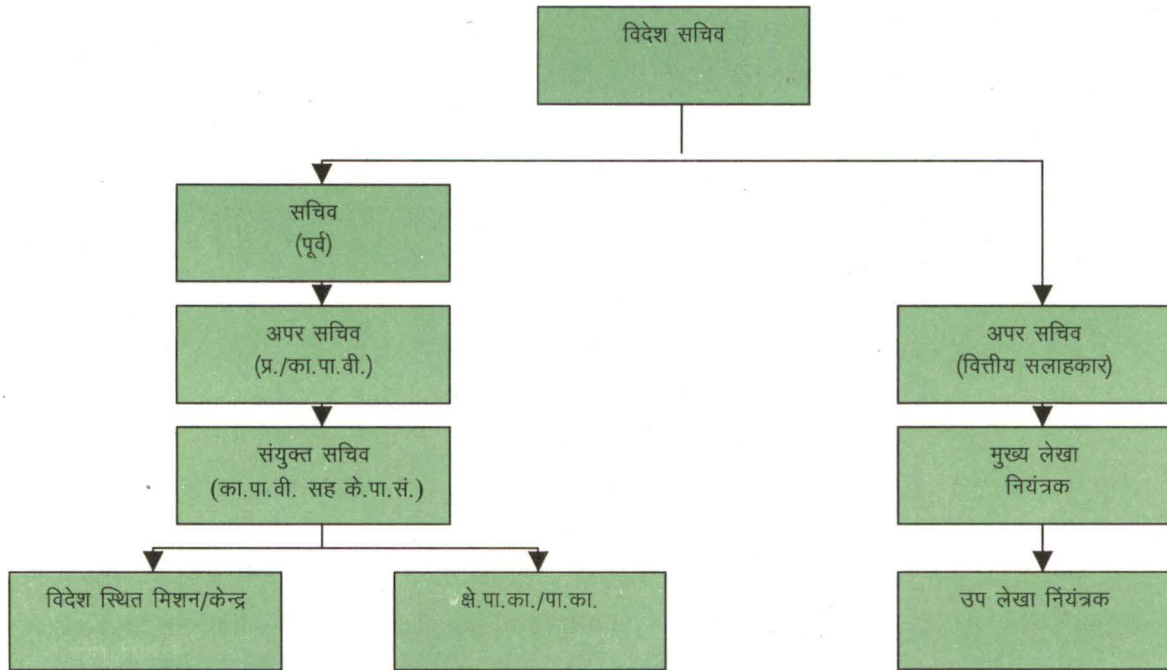 विदेश सचिव
सचिव
(पूर्व)
अपर सचिव
(प्र./का.पा.वी.)
अपर सचिव
(वित्तीय सलाहकार)
संयुक्त सचिव
(का.पा.वी. सह के.पा.सं.)
मुख्य लेखा
नियंत्रक
विदेश स्थित मिशन/केन्द्र
क्षे.पा.का./पा.का.
उप लेखा निंयंत्रक